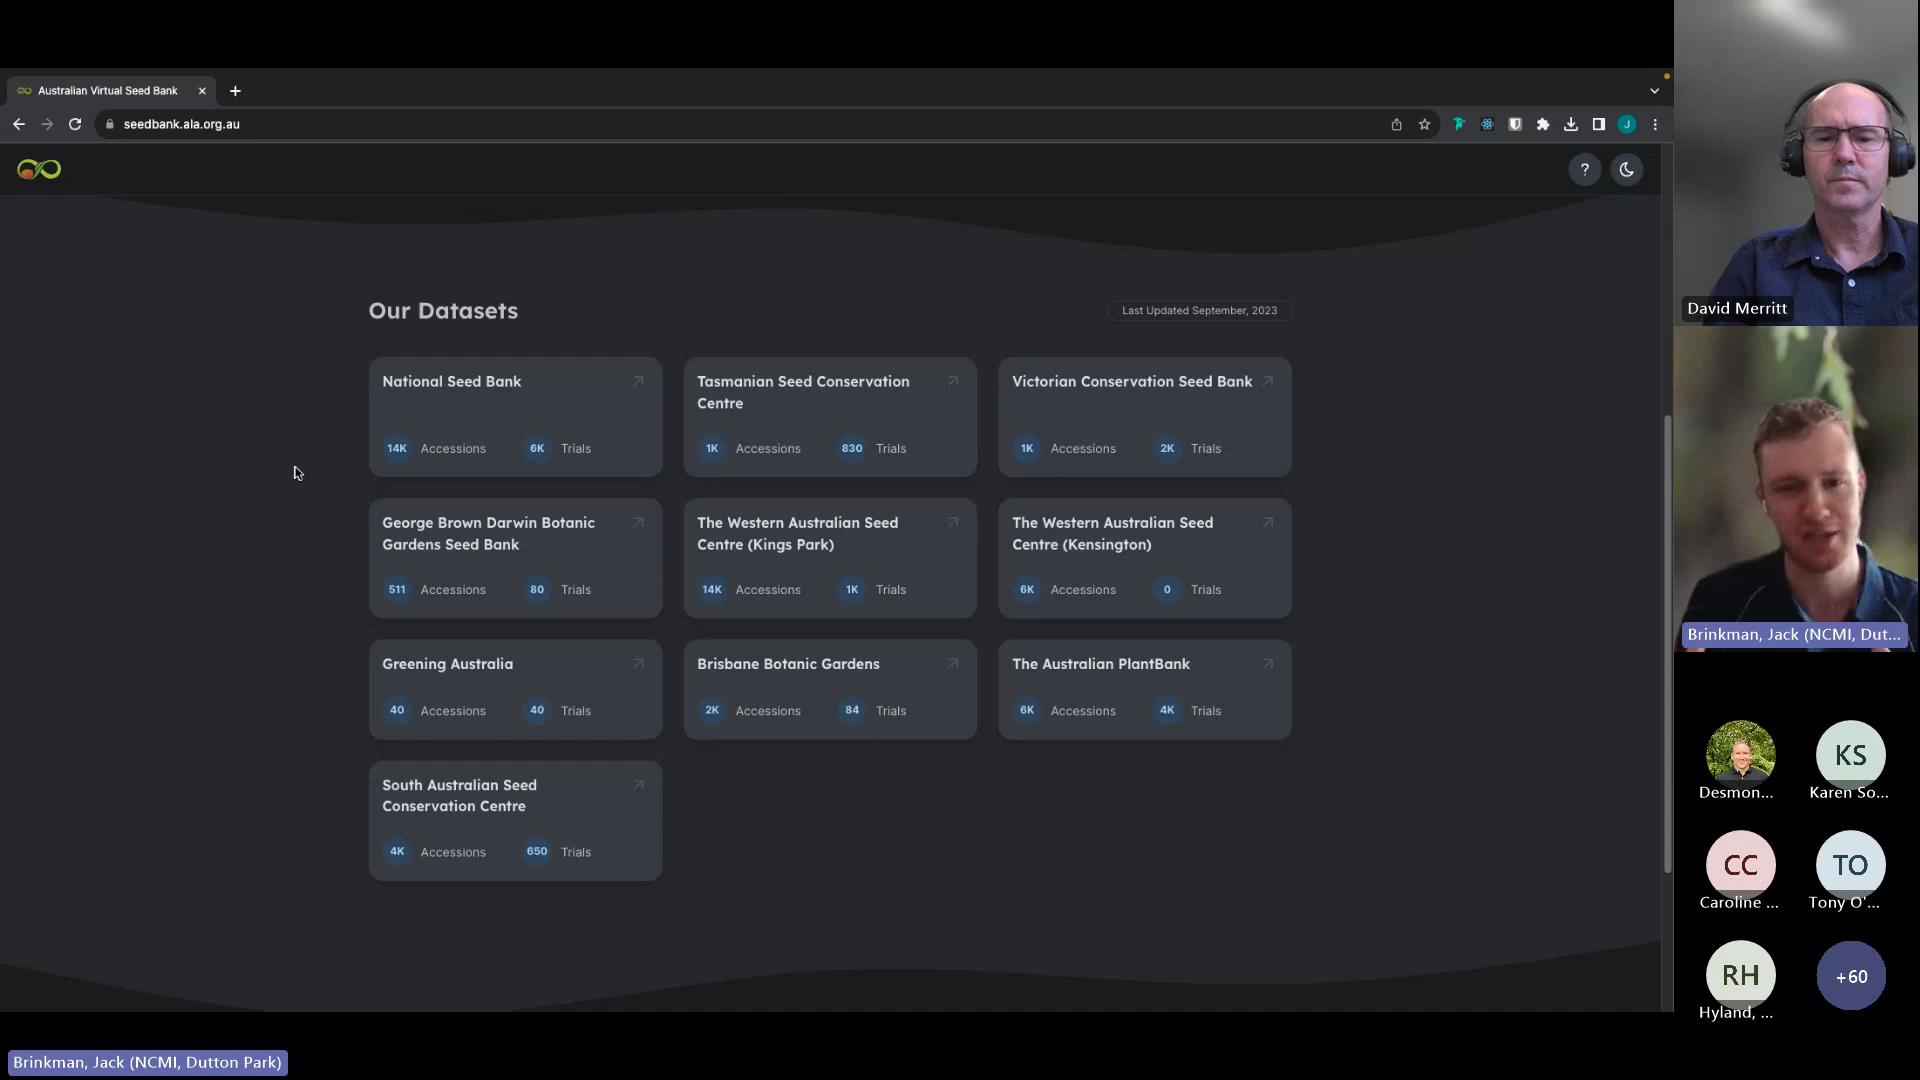 Australian Virtual Seed Bank
seedbank.ala.org.au
J
?
Our Datasets
Last Updated September, 2023
National Seed Bank
14K Accessions 6K Trials
Tasmanian Seed Conservation
Centre
1K Accessions 830 Trials
Victorian Conservation Seed Bank
1K Accessions 2K Trials
George Brown Darwin Botanic
Gardens Seed Bank
511 Accessions 80 Trials
The Western Australian Seed
Centre (Kings Park)
14K Accessions 1K Trials
The Western Australian Seed
Centre (Kensington)
6K Accessions 0 Trials
Greening Australia
40 Accessions 40 Trials
Brisbane Botanic Gardens
2K Accessions 84 Trials
The Australian PlantBank
6K Accessions 4K Trials
South Australian Seed
Conservation Centre
4K Accessions 650 Trials
David Merritt
Brinkman, Jack (NCMI, Dut...
Desmon...
KS
Karen So...
CC
Caroline ...
TO
Tony O'...
RH
Hyland, ...
+60
Brinkman, Jack (NCMI, Dutton Park)